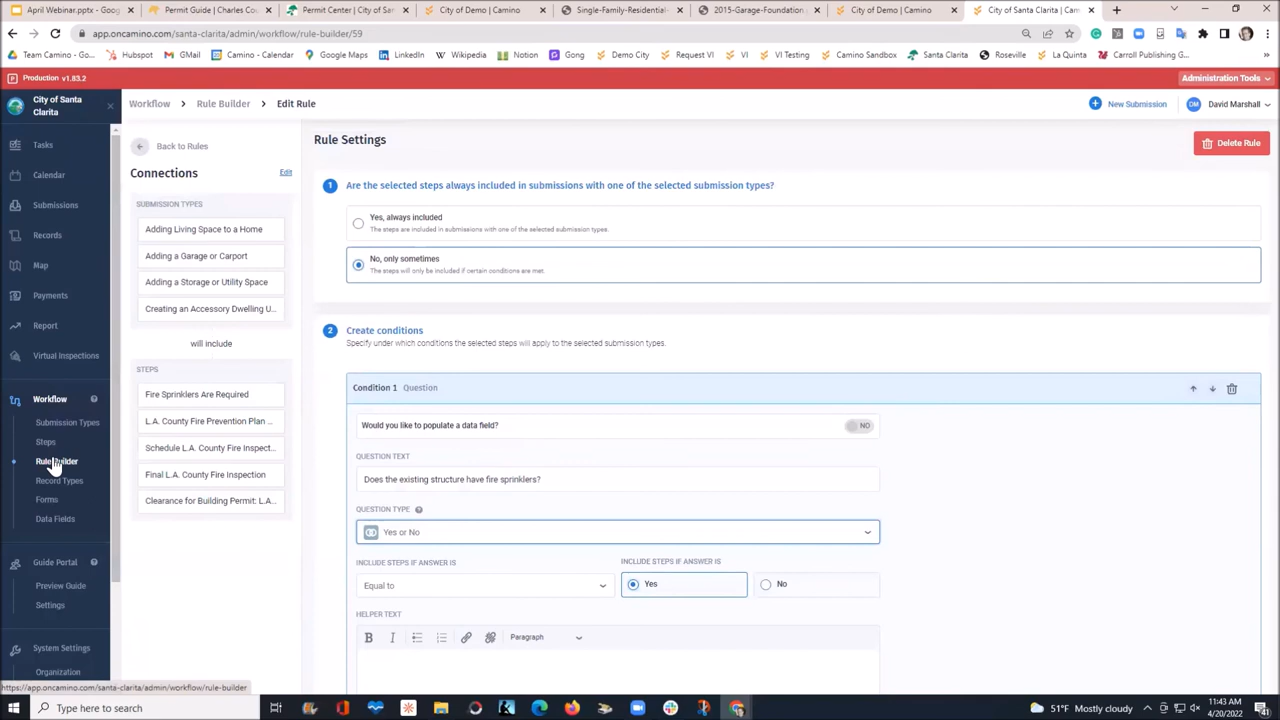 April Webinar.pptx - Goog
Permit Guide | Charles Cou
Permit Center | City of San
City of Demo | Camino
Single-Family-Residential-
2015-Garage-Foundation.
City of Demo | Camino
City of Santa Clarita | Cam
app.oncamino.com/santa-clarita/admin/workflow/rule-builder/59
Team Camino - Goo...
Hubspot
GMail
Camino - Calendar
Google Maps
LinkedIn
Wikipedia
Notion
Gong
Demo City
Request VI
VI
VI Testing
Camino Sandbox
Santa Clarita
Roseville
La Quinta
Carroll Publishing G...
Production v1.83.2
Administration Tools
City of Santa
Clarita
Workflow > Rule Builder > Edit Rule
New Submission
DM
David Marshall
Tasks
Calendar
Submissions
Records
Map
Payments
Report
Virtual Inspections
Workflow
Submission Types
Steps
Rule Builder
Record Types
Forms
Data Fields
Guide Portal
Preview Guide
Settings
System Settings
Organization
Back to Rules
Connections
Edit
SUBMISSION TYPES
Adding Living Space to a Home
Adding a Garage or Carport
Adding a Storage or Utility Space
Creating an Accessory Dwelling U...
will include
STEPS
Fire Sprinklers Are Required
L.A. County Fire Prevention Plan ...
Schedule L.A. County Fire Inspect...
Final L.A. County Fire Inspection
Clearance for Building Permit: L.A...
Rule Settings
Delete Rule
1 Are the selected steps always included in submissions with one of the selected submission types?
Yes, always included
The steps are included in submissions with one of the selected submission types.
No, only sometimes
The steps will only be included if certain conditions are met.
2 Create conditions
Specify under which conditions the selected steps will apply to the selected submission types.
Condition 1 Question
Would you like to populate a data field?
NO
QUESTION TEXT
Does the existing structure have fire sprinklers?
QUESTION TYPE
Yes or No
INCLUDE STEPS IF ANSWER IS
Equal to
INCLUDE STEPS IF ANSWER IS
Yes
No
HELPER TEXT
B I
Paragraph
https://app.oncamino.com/santa-clarita/admin/workflow/rule-builder
Type here to search
51°F Mostly cloudy
11:43 AM
4/20/2022